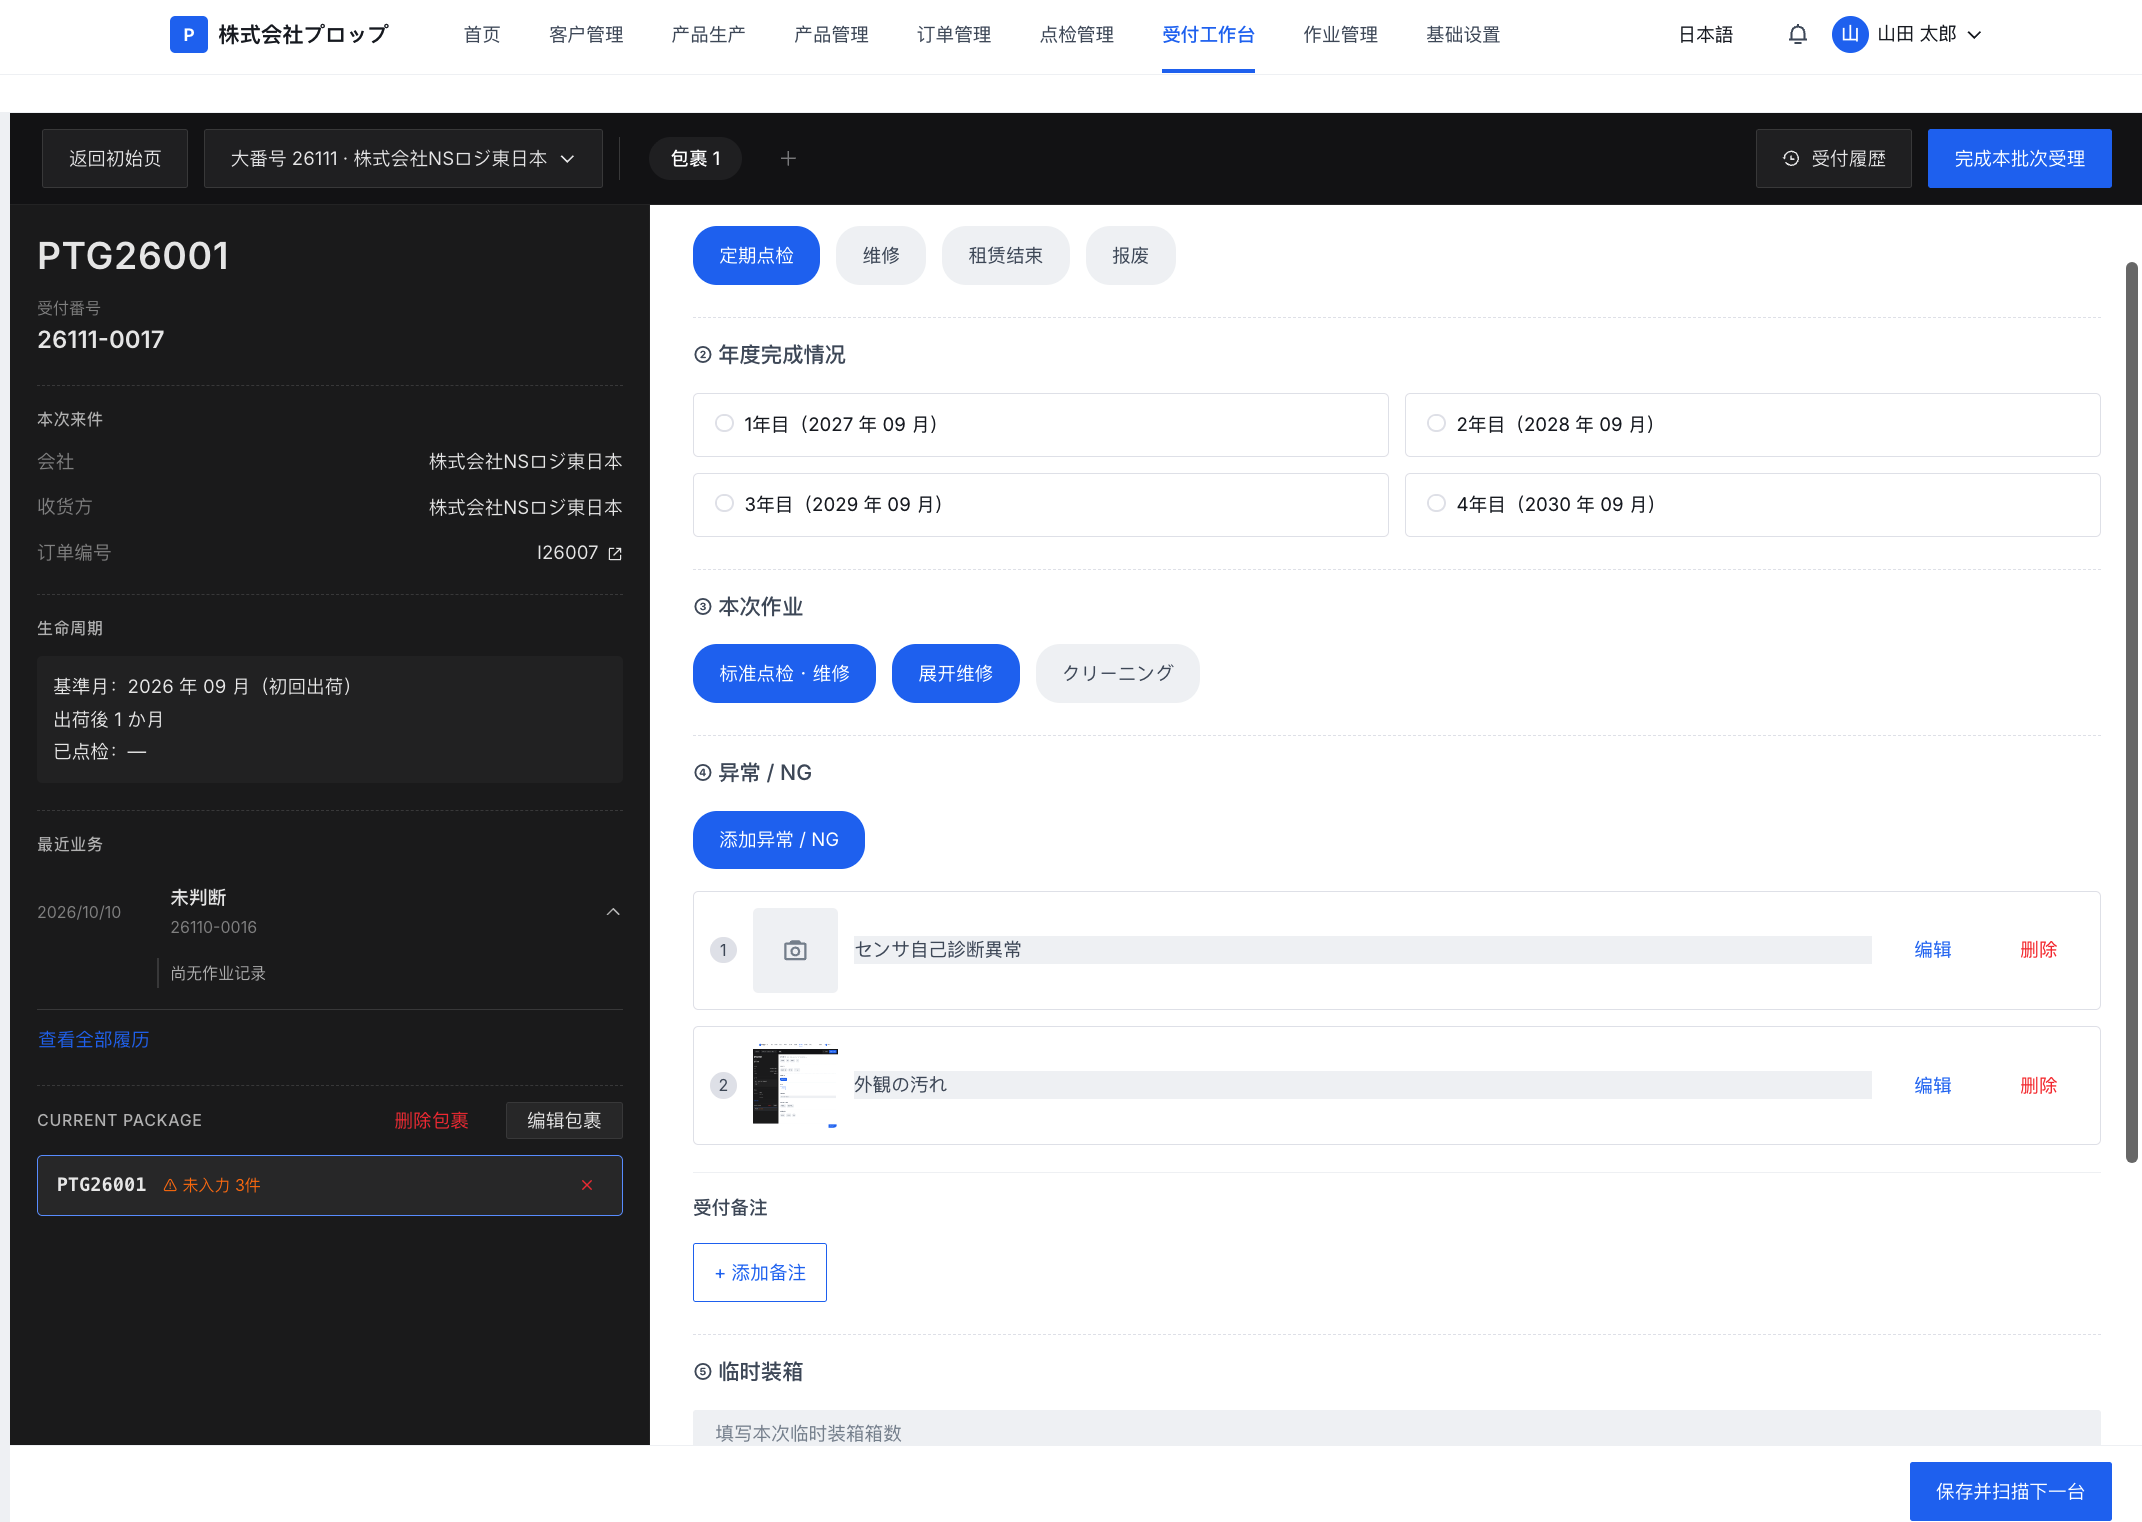 P 株式会社プロップ 首页 客户管理 产品生产 产品管理 订单管理 点检管理 受付工作台 作业管理 基础设置 日本語 山 山田 太郎
返回初始页 大番号 26111 · 株式会社NSロジ東日本 包裹 1 + 受付履歴 完成本批次受理
PTG26001
受付番号
26111-0017
本次来件
会社 株式会社NSロジ東日本
收货方 株式会社NSロジ東日本
订单编号 I26007
生命周期
基準月：2026 年 09 月（初回出荷）
出荷後 1 か月
已点检：—
最近业务
2026/10/10 未判断
26110-0016
尚无作业记录
查看全部履历
CURRENT PACKAGE 删除包裹 编辑包裹
PTG26001 未入力 3件 ×
定期点检 维修 租赁结束 报废
② 年度完成情况
1年目（2027 年 09 月） 2年目（2028 年 09 月）
3年目（2029 年 09 月） 4年目（2030 年 09 月）
③ 本次作业
标准点检 · 维修 展开维修 クリーニング
④ 异常 / NG
添加异常 / NG
1 センサ自己診断異常 编辑 删除
2 外観の汚れ 编辑 删除
受付备注
+ 添加备注
⑤ 临时装箱
填写本次临时装箱箱数
保存并扫描下一台